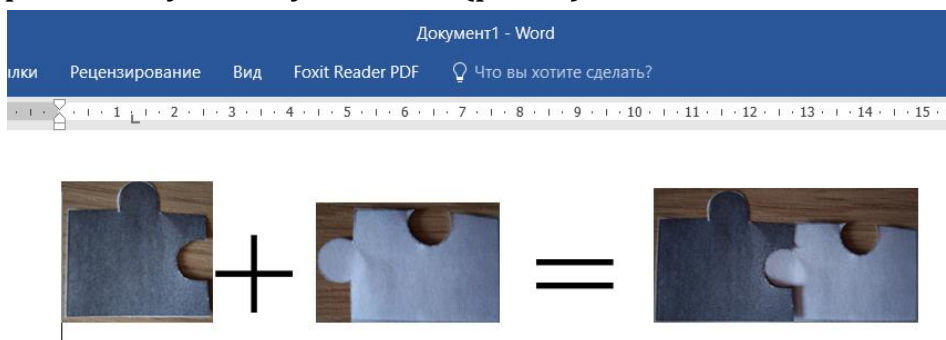 Документ1 - Word
лки Рецензирование Вид Foxit Reader PDF Что вы хотите сделать?
1 2 3 4 5 6 7 8 9 10 11 12 13 14 15
+ =